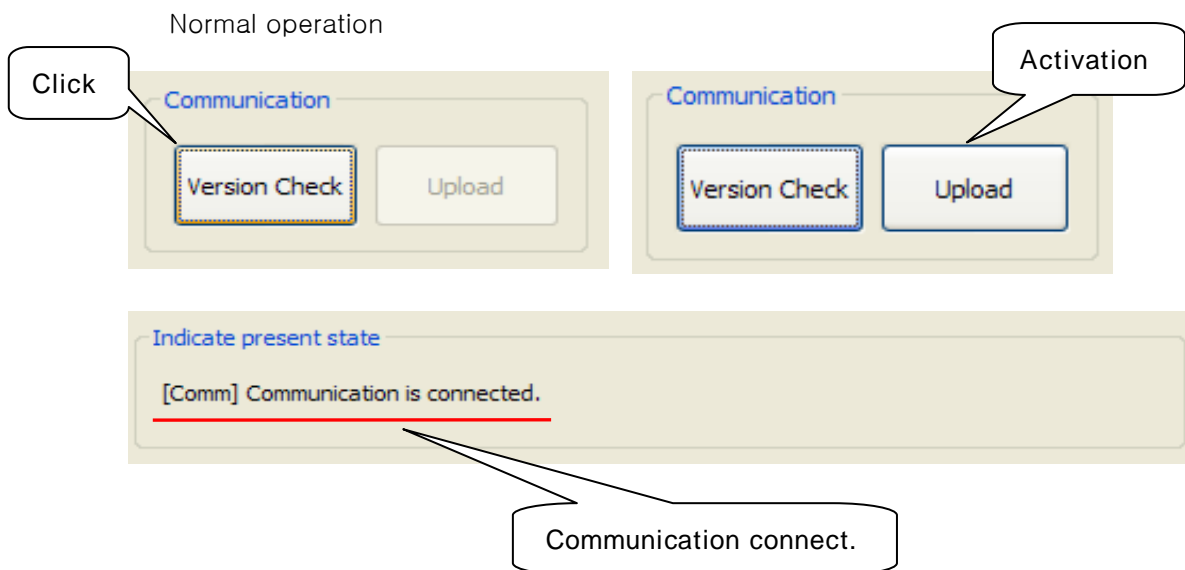 Normal operation
Click
Activation
Communication
Version Check
Upload
Communication
Version Check
Upload
Indicate present state
[Comm] Communication is connected.
Communication connect.